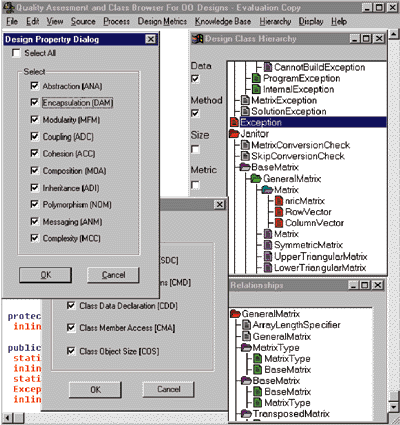 Quality Assesment and Class Browser For OO Designs - Evaluation Copy
File Edit View Source Process Design Metrics Knowledge Base Hierarchy Display Help
Design Property Dialog
Select All
Select
Abstraction (ANA)
Encapsulation (DAM)
Modularity (MFM)
Coupling (ADC)
Cohesion (ACC)
Composition (MOA)
Inheritance (ADI)
Polymorphism (NOM)
Messaging (ANM)
Complexity (MCC)
OK Cancel
SDC)
ns (CMD)
Class Data Declaration (CDD)
Class Member Access (CMA)
Class Object Size (COS)
OK Cancel
protec
inlin
public
stati
inlin
stati
Excep
inlin
Data
Method
Size
Metric
Design Class Hierarchy
CannotBuildException
ProgramException
InternalException
MatrixException
SolutionException
Exception
Janitor
MatrixConversionCheck
SkipConversionCheck
BaseMatrix
GeneralMatrix
Matrix
nricMatrix
RowVector
ColumnVector
Matrix
SymmetricMatrix
UpperTriangularMatrix
LowerTriangularMatrix
Relationships
GeneralMatrix
ArrayLengthSpecifier
GeneralMatrix
MatrixType
MatrixType
BaseMatrix
BaseMatrix
BaseMatrix
MatrixType
TransposedMatrix